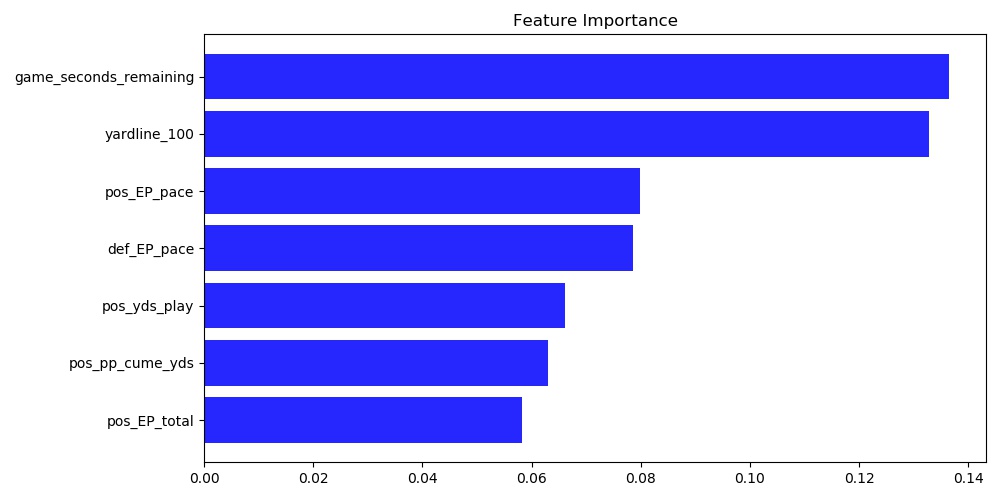 Feature Importance
game_seconds_remaining
yardline_100
pos_EP_pace
def_EP_pace
pos_yds_play
pos_pp_cume_yds
pos_EP_total
0.00 0.02 0.04 0.06 0.08 0.10 0.12 0.14